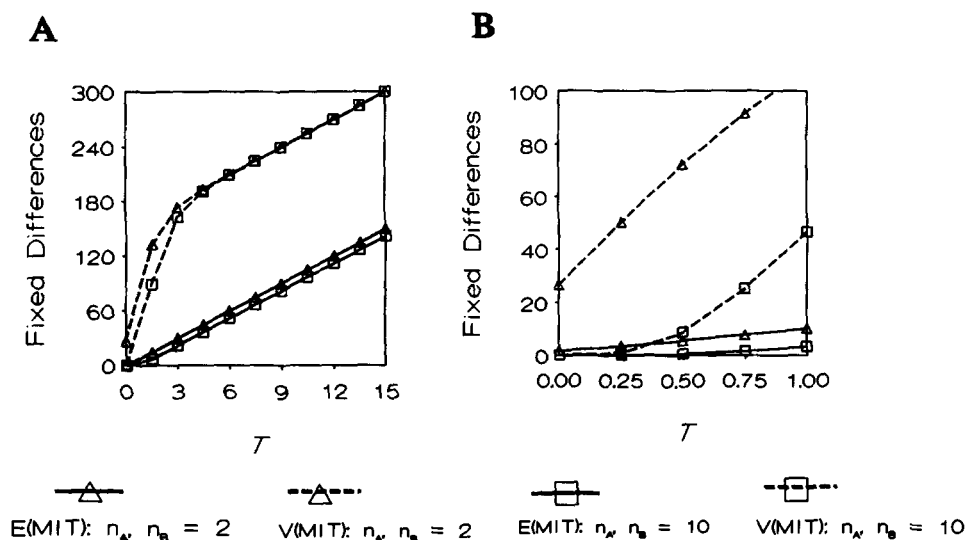 A
B
Fixed Differences
300
240
180
120
60
0
0 3 6 9 12 15
T
Fixed Differences
100
80
60
40
20
0
0.00 0.25 0.50 0.75 1.00
T
E(MIT): n_A, n_B = 2
V(MIT): n_A, n_B = 2
E(MIT): n_A, n_B = 10
V(MIT): n_A, n_B = 10